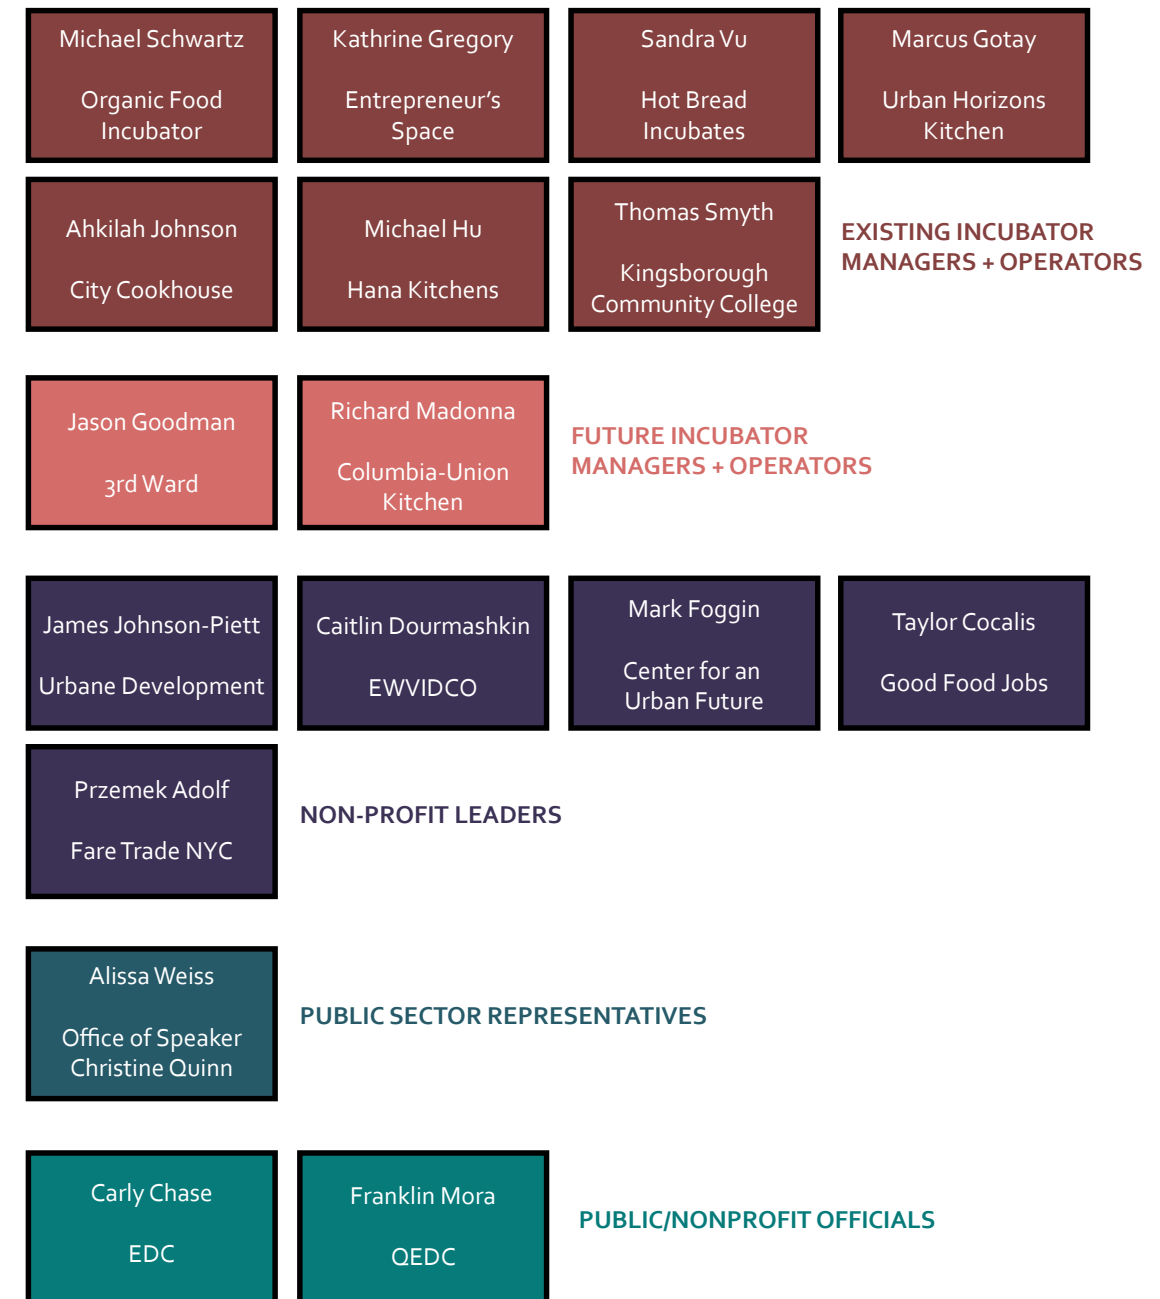 Michael Schwartz
Organic Food
Incubator
Kathrine Gregory
Entrepreneur's
Space
Sandra Vu
Hot Bread
Incubates
Marcus Gotay
Urban Horizons
Kitchen
Ahkilah Johnson
City Cookhouse
Michael Hu
Hana Kitchens
Thomas Smyth
Kingsborough
Community College
EXISTING INCUBATOR
MANAGERS + OPERATORS
Jason Goodman
3rd Ward
Richard Madonna
Columbia-Union
Kitchen
FUTURE INCUBATOR
MANAGERS + OPERATORS
James Johnson-Piett
Urbane Development
Caitlin Dourmashkin
EWVIDCO
Mark Foggin
Center for an
Urban Future
Taylor Cocalis
Good Food Jobs
Przemek Adolf
Fare Trade NYC
NON-PROFIT LEADERS
Alissa Weiss
Office of Speaker
Christine Quinn
PUBLIC SECTOR REPRESENTATIVES
Carly Chase
EDC
Franklin Mora
QEDC
PUBLIC/NONPROFIT OFFICIALS